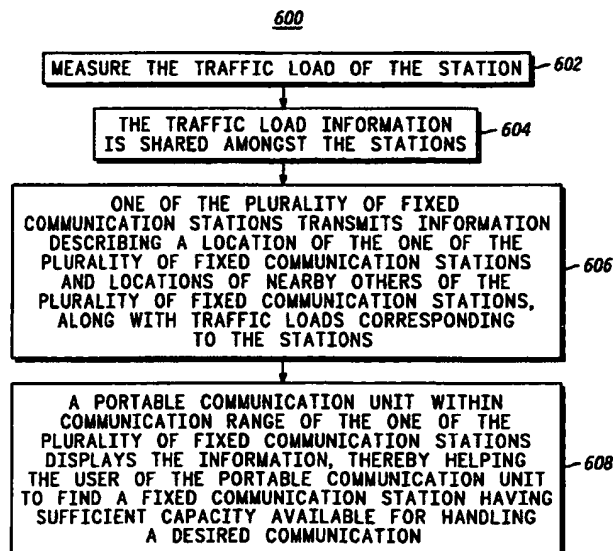 600
MEASURE THE TRAFFIC LOAD OF THE STATION
602
THE TRAFFIC LOAD INFORMATION
IS SHARED AMONGST THE STATIONS
604
ONE OF THE PLURALITY OF FIXED
COMMUNICATION STATIONS TRANSMITS INFORMATION
DESCRIBING A LOCATION OF THE ONE OF THE
PLURALITY OF FIXED COMMUNICATION STATIONS
AND LOCATIONS OF NEARBY OTHERS OF THE
PLURALITY OF FIXED COMMUNICATION STATIONS,
ALONG WITH TRAFFIC LOADS CORRESPONDING
TO THE STATIONS
606
A PORTABLE COMMUNICATION UNIT WITHIN
COMMUNICATION RANGE OF THE ONE OF THE
PLURALITY OF FIXED COMMUNICATION STATIONS
DISPLAYS THE INFORMATION, THEREBY HELPING
THE USER OF THE PORTABLE COMMUNICATION UNIT
TO FIND A FIXED COMMUNICATION STATION HAVING
SUFFICIENT CAPACITY AVAILABLE FOR HANDLING
A DESIRED COMMUNICATION
608